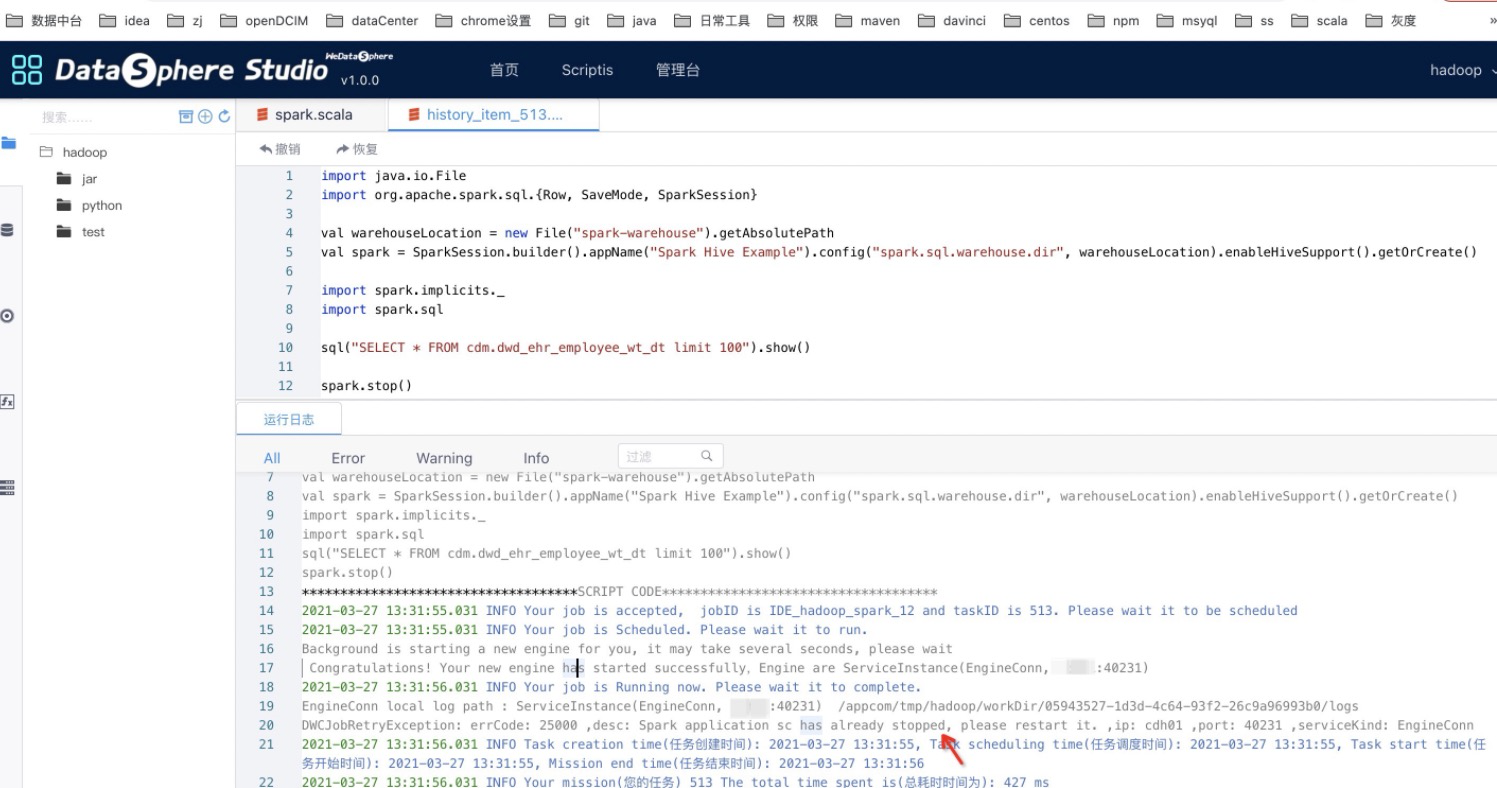 数据中台 idea zj openDCIM dataCenter chrome设置 git java 日常工具 权限 maven davinci centos npm msyql ss scala 灰度 »
DataSphere Studio WeDataSphere v1.0.0 首页 Scriptis 管理台 hadoop
搜索......
spark.scala history_item_513....
撤销 恢复
hadoop
jar
python
test
1 import java.io.File
2 import org.apache.spark.sql.{Row, SaveMode, SparkSession}
3
4 val warehouseLocation = new File("spark-warehouse").getAbsolutePath
5 val spark = SparkSession.builder().appName("Spark Hive Example").config("spark.sql.warehouse.dir", warehouseLocation).enableHiveSupport().getOrCreate()
6
7 import spark.implicits._
8 import spark.sql
9
10 sql("SELECT * FROM cdm.dwd_ehr_employee_wt_dt limit 100").show()
11
12 spark.stop()
fx
运行日志
All Error Warning Info 过滤
7 val warehouseLocation = new File("spark-warehouse").getAbsolutePath
8 val spark = SparkSession.builder().appName("Spark Hive Example").config("spark.sql.warehouse.dir", warehouseLocation).enableHiveSupport().getOrCreate()
9 import spark.implicits._
10 import spark.sql
11 sql("SELECT * FROM cdm.dwd_ehr_employee_wt_dt limit 100").show()
12 spark.stop()
13 ************************************SCRIPT CODE************************************
14 2021-03-27 13:31:55.031 INFO Your job is accepted,  jobID is IDE_hadoop_spark_12 and taskID is 513. Please wait it to be scheduled
15 2021-03-27 13:31:55.031 INFO Your job is Scheduled. Please wait it to run.
16 Background is starting a new engine for you, it may take several seconds, please wait
17 Congratulations! Your new engine has started successfully, Engine are ServiceInstance(EngineConn, :40231)
18 2021-03-27 13:31:56.031 INFO Your job is Running now. Please wait it to complete.
19 EngineConn local log path : ServiceInstance(EngineConn, :40231)  /appcom/tmp/hadoop/workDir/05943527-1d3d-4c64-93f2-26c9a96993b0/logs
20 DWCJobRetryException: errCode: 25000 ,desc: Spark application sc has already stopped, please restart it. ,ip: cdh01 ,port: 40231 ,serviceKind: EngineConn
21 2021-03-27 13:31:56.031 INFO Task creation time(任务创建时间): 2021-03-27 13:31:55, Task scheduling time(任务调度时间): 2021-03-27 13:31:55, Task start time(任
务开始时间): 2021-03-27 13:31:55, Mission end time(任务结束时间): 2021-03-27 13:31:56
22 2021-03-27 13:31:56.031 INFO Your mission(您的任务) 513 The total time spent is(总耗时时间为): 427 ms